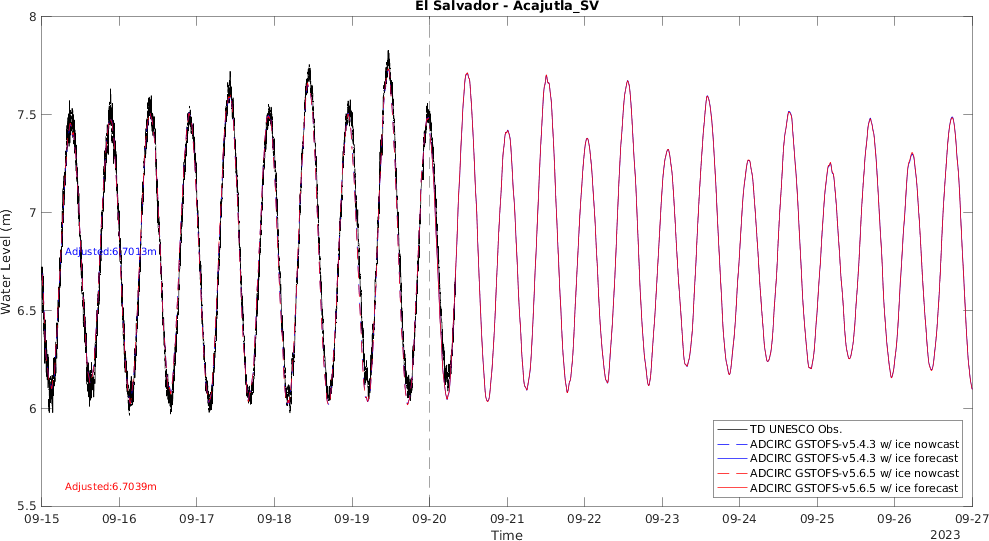 El Salvador - Acajutla_SV
8
7.5
7
6.5
6
5.5
Water Level (m)
Adjusted:6.7013m
Adjusted:6.7039m
TD UNESCO Obs.
ADCIRC GSTOFS-v5.4.3 w/ ice nowcast
ADCIRC GSTOFS-v5.4.3 w/ ice forecast
ADCIRC GSTOFS-v5.6.5 w/ ice nowcast
ADCIRC GSTOFS-v5.6.5 w/ ice forecast
09-15 09-16 09-17 09-18 09-19 09-20 09-21 09-22 09-23 09-24 09-25 09-26 09-27
Time
2023